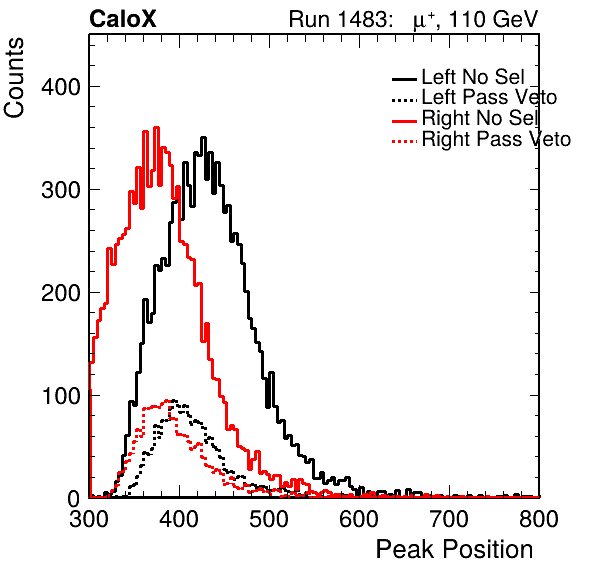 CaloX Run 1483: μ⁺, 110 GeV
Counts
400
300
200
100
0
Left No Sel
Left Pass Veto
Right No Sel
Right Pass Veto
300 400 500 600 700 800
Peak Position